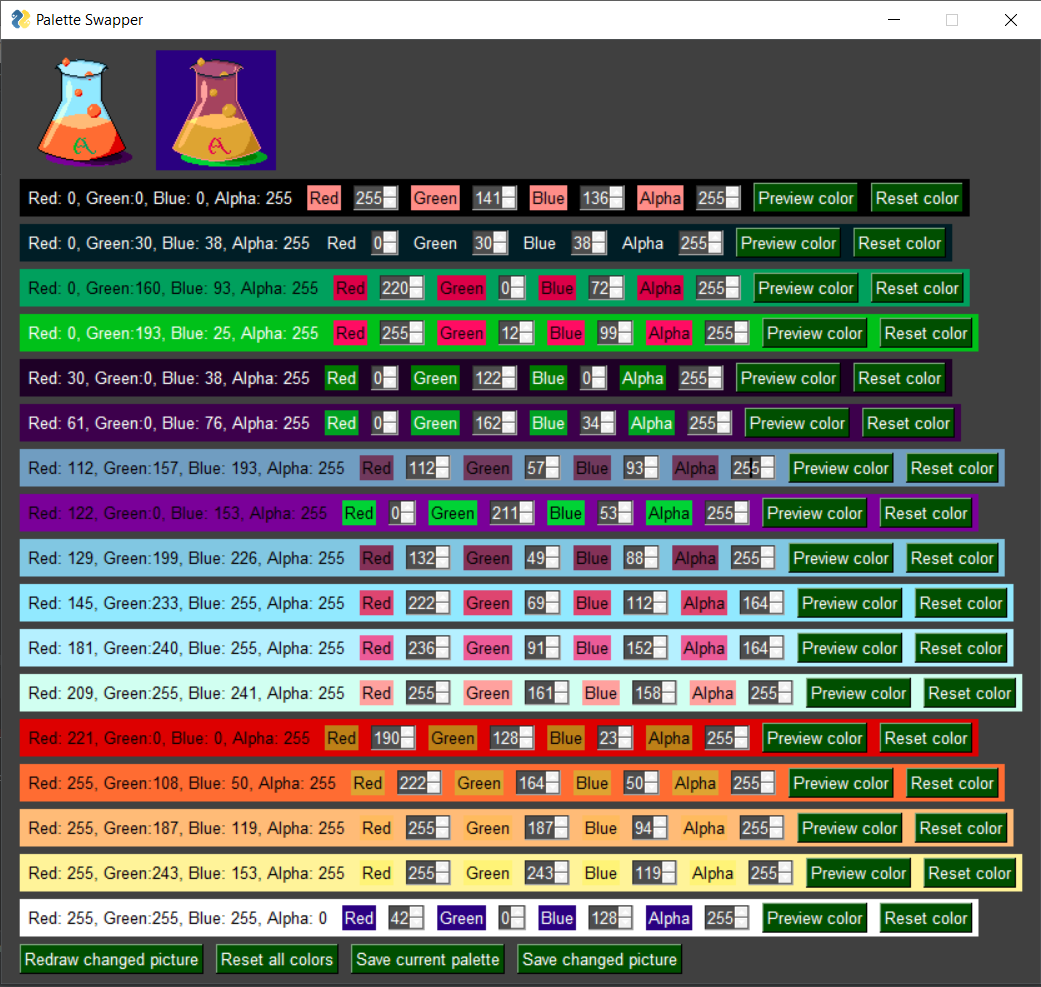 Palette Swapper
A A
Red: 0, Green:0, Blue: 0, Alpha: 255 Red 255 Green 141 Blue 136 Alpha 255 Preview color Reset color
Red: 0, Green:30, Blue: 38, Alpha: 255 Red 0 Green 30 Blue 38 Alpha 255 Preview color Reset color
Red: 0, Green:160, Blue: 93, Alpha: 255 Red 220 Green 0 Blue 72 Alpha 255 Preview color Reset color
Red: 0, Green:193, Blue: 25, Alpha: 255 Red 255 Green 12 Blue 99 Alpha 255 Preview color Reset color
Red: 30, Green:0, Blue: 38, Alpha: 255 Red 0 Green 122 Blue 0 Alpha 255 Preview color Reset color
Red: 61, Green:0, Blue: 76, Alpha: 255 Red 0 Green 162 Blue 34 Alpha 255 Preview color Reset color
Red: 112, Green:157, Blue: 193, Alpha: 255 Red 112 Green 57 Blue 93 Alpha 255 Preview color Reset color
Red: 122, Green:0, Blue: 153, Alpha: 255 Red 0 Green 211 Blue 53 Alpha 255 Preview color Reset color
Red: 129, Green:199, Blue: 226, Alpha: 255 Red 132 Green 49 Blue 88 Alpha 255 Preview color Reset color
Red: 145, Green:233, Blue: 255, Alpha: 255 Red 222 Green 69 Blue 112 Alpha 164 Preview color Reset color
Red: 181, Green:240, Blue: 255, Alpha: 255 Red 236 Green 91 Blue 152 Alpha 164 Preview color Reset color
Red: 209, Green:255, Blue: 241, Alpha: 255 Red 255 Green 161 Blue 158 Alpha 255 Preview color Reset color
Red: 221, Green:0, Blue: 0, Alpha: 255 Red 190 Green 128 Blue 23 Alpha 255 Preview color Reset color
Red: 255, Green:108, Blue: 50, Alpha: 255 Red 222 Green 164 Blue 50 Alpha 255 Preview color Reset color
Red: 255, Green:187, Blue: 119, Alpha: 255 Red 255 Green 187 Blue 94 Alpha 255 Preview color Reset color
Red: 255, Green:243, Blue: 153, Alpha: 255 Red 255 Green 243 Blue 119 Alpha 255 Preview color Reset color
Red: 255, Green:255, Blue: 255, Alpha: 0 Red 42 Green 0 Blue 128 Alpha 255 Preview color Reset color
Redraw changed picture Reset all colors Save current palette Save changed picture